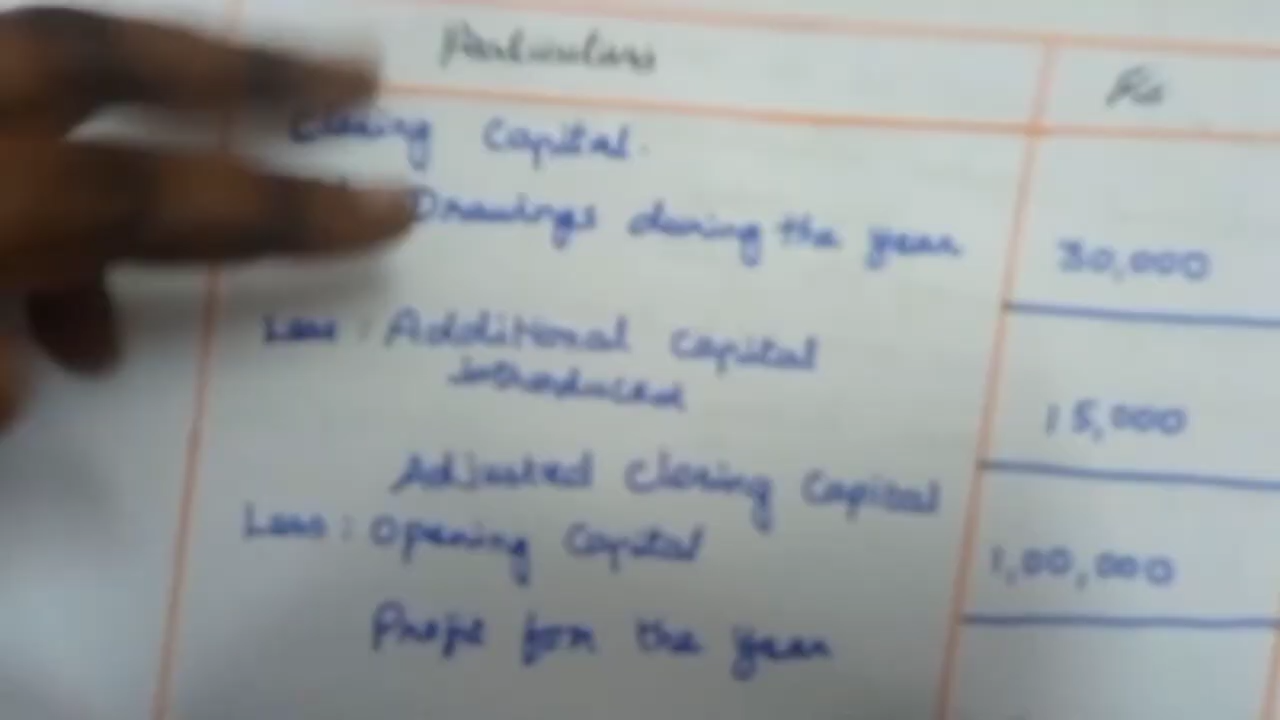 Particulars Rs
Closing Capital.
Drawings during the year 30,000
Less: Additional capital
introduced 15,000
Adjusted closing capital
Less: Opening capital 1,00,000
Profit for the year